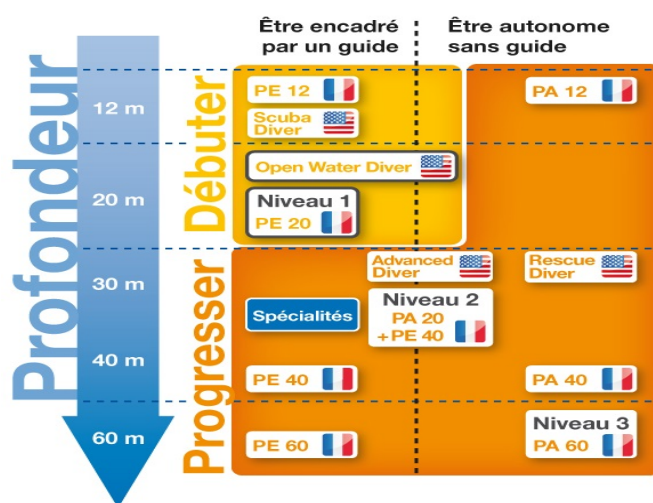 Être encadré
par un guide
Être autonome
sans guide
Profondeur
12 m
20 m
30 m
40 m
60 m
Débuter
PE 12
Scuba
Diver
PA 12
Open Water Diver
Niveau 1
PE 20
Progresser
Advanced
Diver
Rescue
Diver
Spécialités
Niveau 2
PA 20
+PE 40
PE 40
PA 40
PE 60
Niveau 3
PA 60